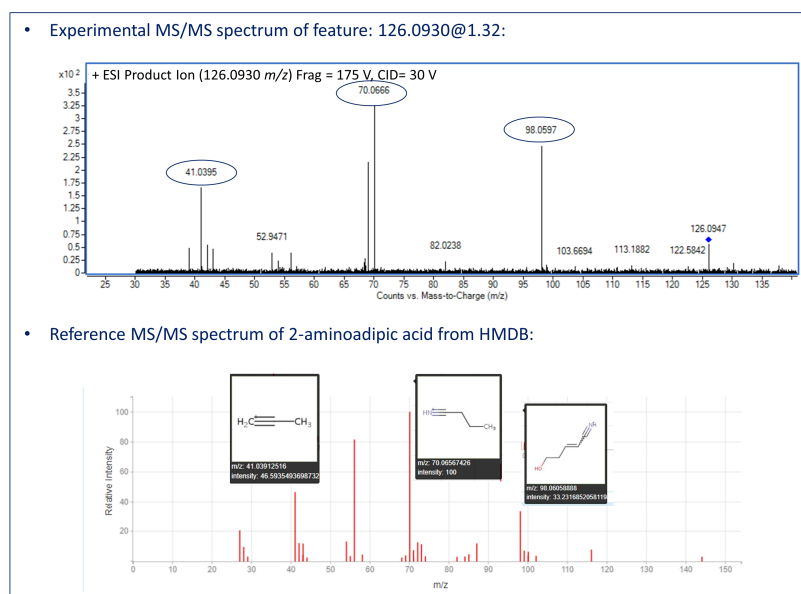 • Experimental MS/MS spectrum of feature: 126.0930@1.32:
x10 2
+ ESI Product Ion (126.0930 m/z) Frag = 175 V, CID= 30 V
3.5
3.25
3
2.75
2.5
2.25
2
1.75
1.5
1.25
1
0.75
0.5
0.25
0
70.0666
98.0597
41.0395
52.9471
82.0238
103.6694
113.1882
122.5842
126.0947
25 30 35 40 45 50 55 60 65 70 75 80 85 90 95 100 105 110 115 120 125 130 135
Counts vs. Mass-to-Charge (m/z)
• Reference MS/MS spectrum of 2-aminoadipic acid from HMDB:
Relative Intensity
100
80
60
40
20
0
H2C CH3
m/z: 41.03912516
intensity: 46.5935493698732
HN CH3
m/z: 70.06567426
intensity: 100
NH
HO
m/z: 98.06058888
intensity: 33.2316852058119
0 10 20 30 40 50 60 70 80 90 100 110 120 130 140 150
m/z